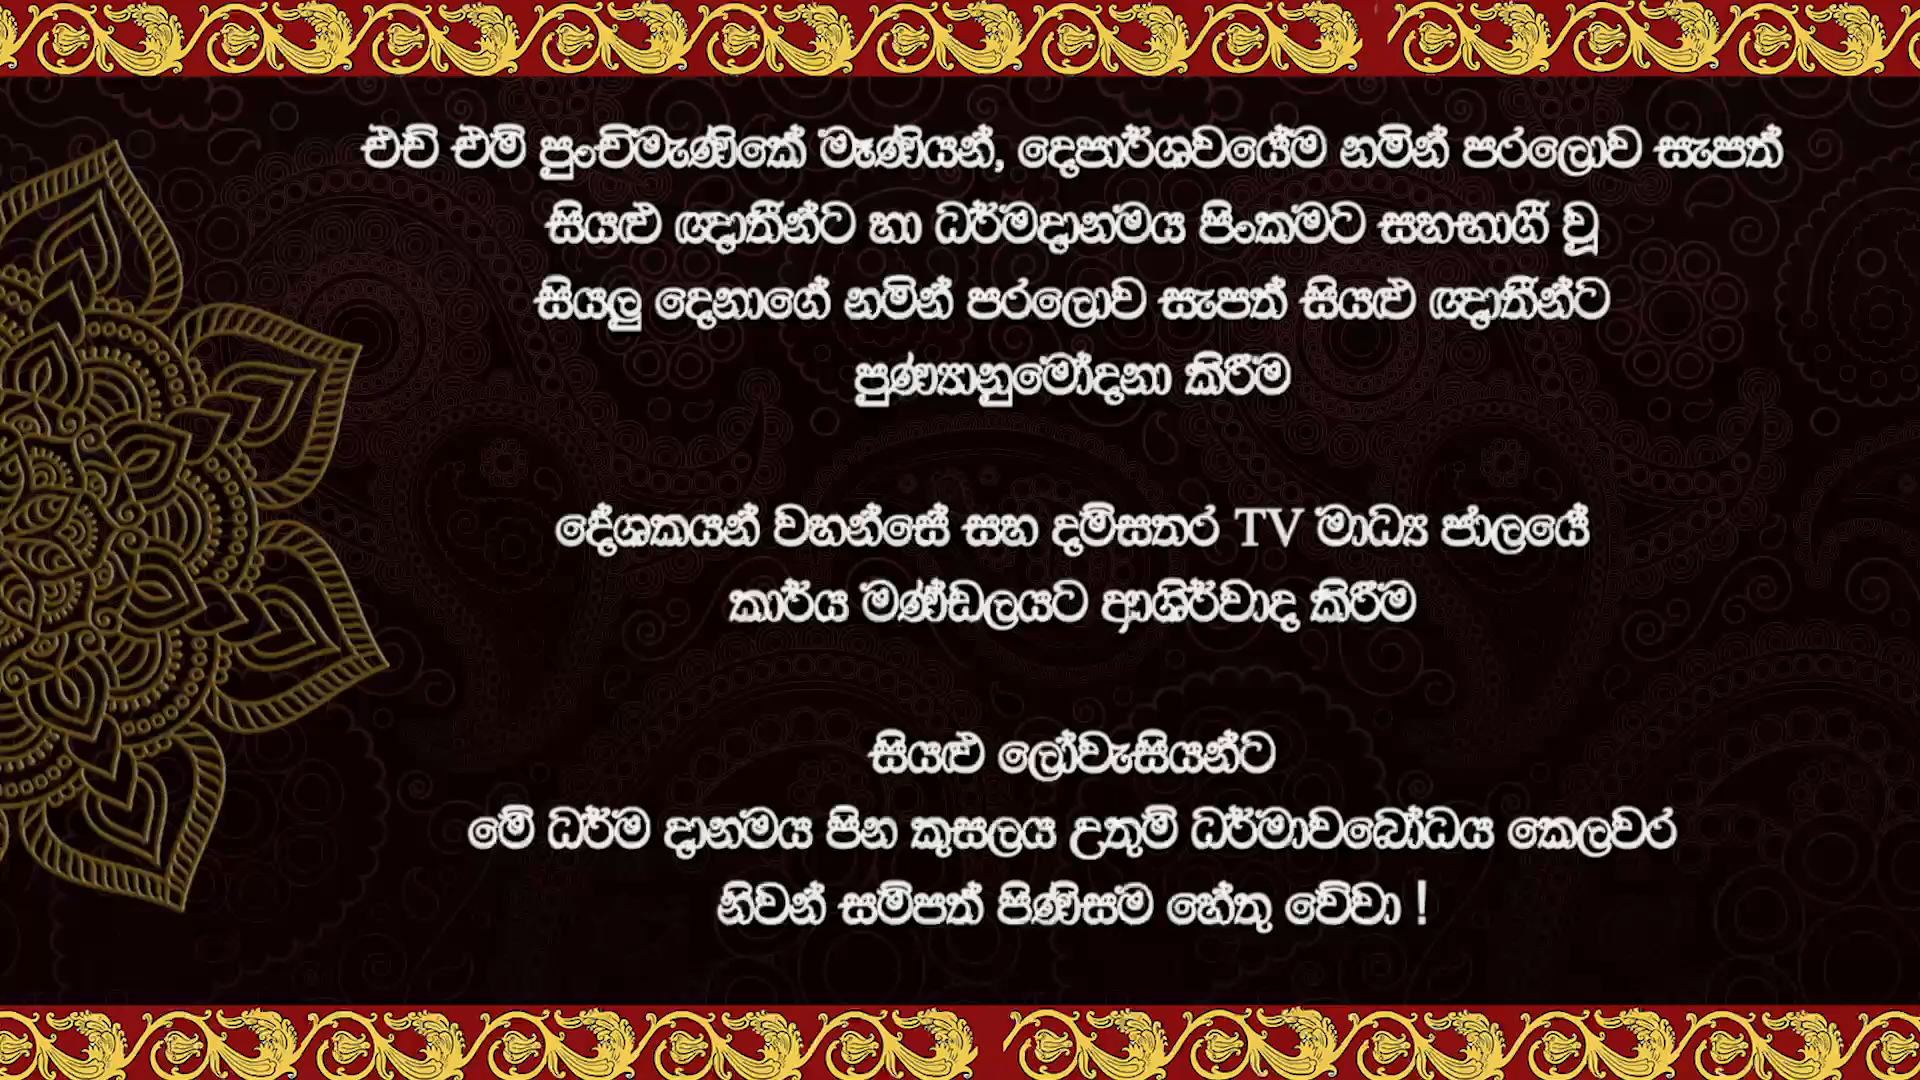 එච් එම් පුංචිමැණිකේ මෑණියන්, දෙපාර්ශවයේම නමින් පරලොව සැපත්
සියළු ඥාතීන්ට හා ධර්මදානමය පිංකමට සහභාගී වූ
සියලු දෙනාගේ නමින් පරලොව සැපත් සියළු ඥාතීන්ට
පුණ්‍යානුමෝදනා කිරීම
දේශකයන් වහන්සේ සහ දම්සතර TV මාධ්‍ය ජාලයේ
කාර්ය මණ්ඩලයට ආශිර්වාද කිරීම
සියළු ලෝවැසියන්ට
මේ ධර්ම දානමය පින කුසලය උතුම් ධර්මාවබෝධය කෙලවර
නිවන් සම්පත් පිණිසම හේතු වේවා !